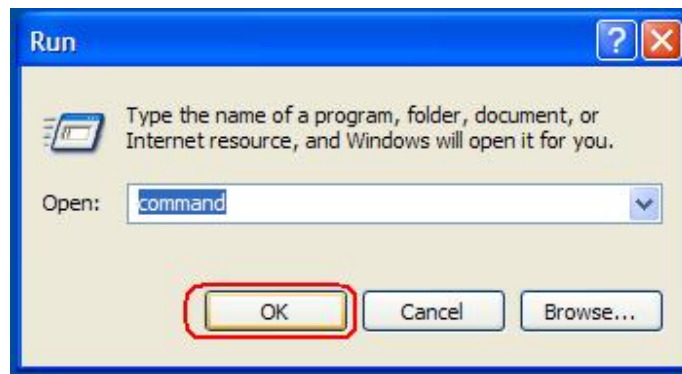 Run
Type the name of a program, folder, document, or
Internet resource, and Windows will open it for you.
Open: command
OK Cancel Browse...